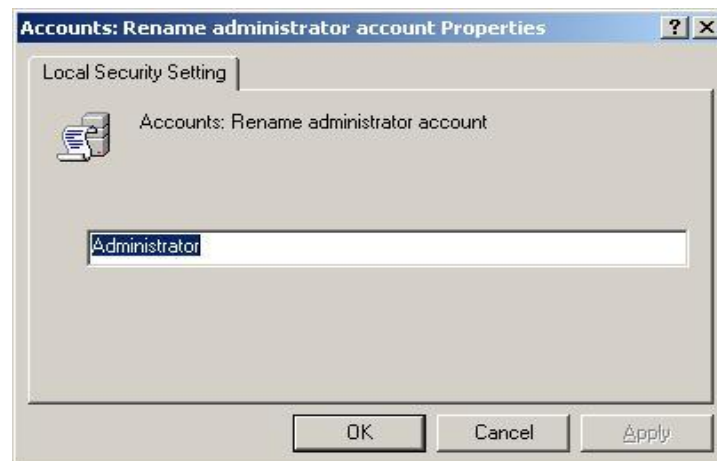 Accounts: Rename administrator account Properties
Local Security Setting
Accounts: Rename administrator account
Administrator
OK Cancel Apply